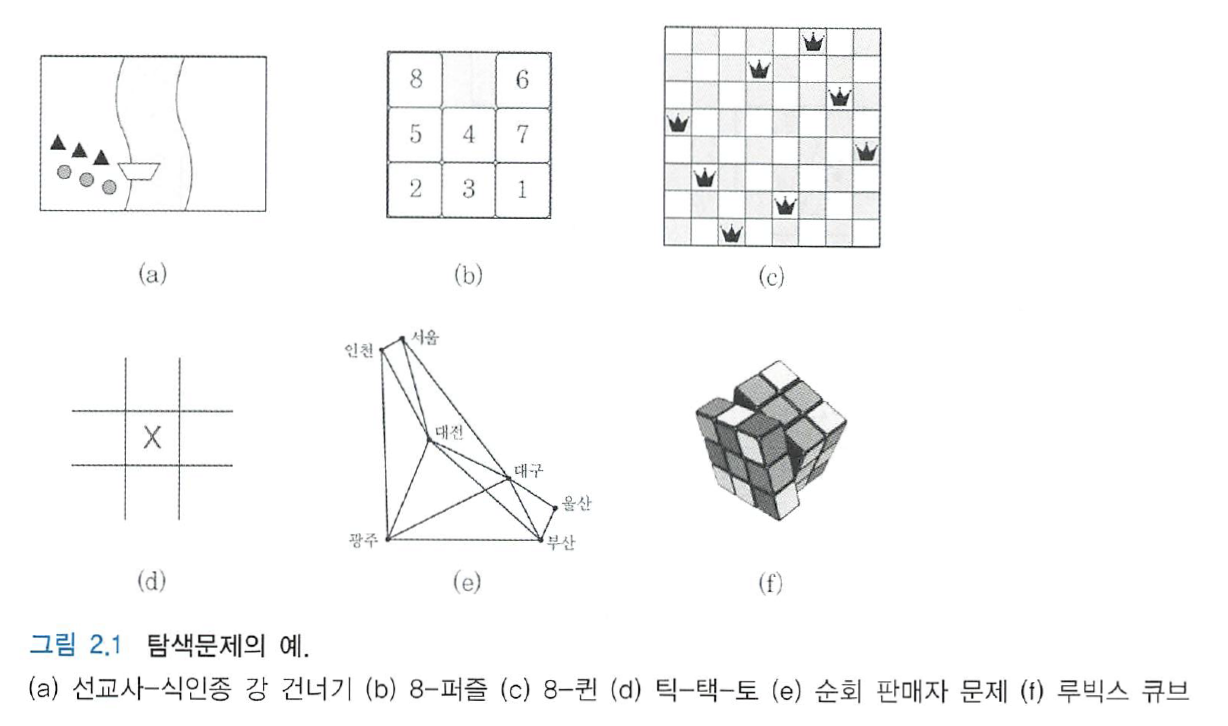 8 6
5 4 7
2 3 1
(a) (b) (c)
X
서울
인천
대전
대구
울산
광주
부산
(d) (e) (f)
그림 2.1 탐색문제의 예.
(a) 선교사-식인종 강 건너기 (b) 8-퍼즐 (c) 8-퀸 (d) 틱-택-토 (e) 순회 판매자 문제 (f) 루빅스 큐브